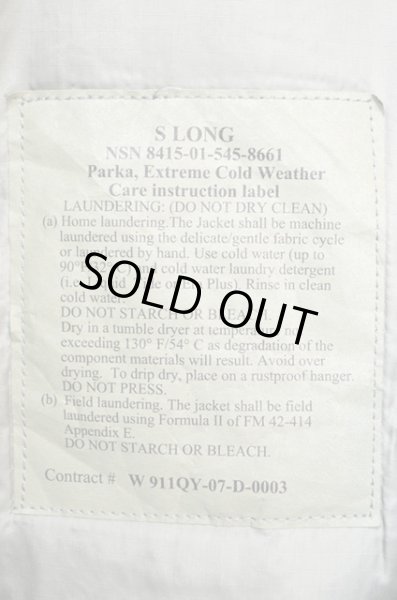 S LONG
NSN 8415-01-545-8661
Parka, Extreme Cold Weather
Care instruction label
LAUNDERING: (DO NOT DRY CLEAN)
(a) Home laundering.The Jacket shall be machine
laundered using the delicate/gentle fabric cycle
or laundered by hand. Use cold water (up to
90°F and cold water laundry detergent
Plus). Rinse in clean
cold water.
SOLD OUT
DO NOT STARCH OR BLEACH.
Dry in a tumble dryer at temperature not
exceeding 130° F/54° C as degradation of the
component materials will result. Avoid over
drying. To drip dry, place on a rustproof hanger.
DO NOT PRESS.
(b) Field laundering. The jacket shall be field
laundered using Formula II of FM 42-414
Appendix E.
DO NOT STARCH OR BLEACH.
Contract # W 911QY-07-D-0003